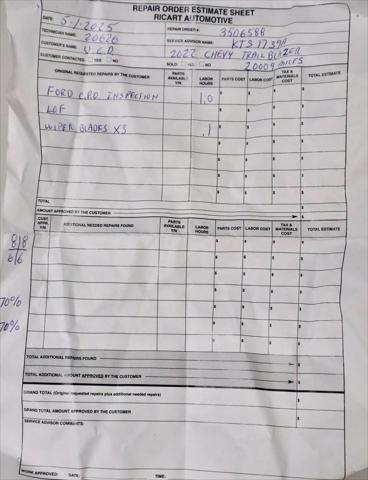 REPAIR ORDER ESTIMATE SHEET
RICART AUTOMOTIVE
DATE: 5-1-2025 REPAIR ORDER #: 3506588
TECHNICIAN NAME: 20626 SERVICE ADVISOR NAME: KTS1739A
CUSTOMER'S NAME: U.C.D. 2022 CHEVY TRAILBLAZER
CUSTOMER CONTACTED: YES NO SOLD: YES NO 20009 MILES
ORIGINAL REQUESTED REPAIRS BY THE CUSTOMER PARTS AVAILABLE Y/N LABOR HOURS PARTS COST LABOR COST TAX & MATERIALS COST TOTAL ESTIMATE
FORD C.P.O INSPECTION 1.0 $ $ $ $
LOF $ $ $ $
WIPER BLADES X3 .1 $ $ $ $
$ $ $ $
$ $ $ $
$ $ $ $
TOTAL $
AMOUNT APPROVED BY THE CUSTOMER $
CUST. APPR. Y/N ADDITIONAL NEEDED REPAIRS FOUND PARTS AVAILABLE Y/N LABOR HOURS PARTS COST LABOR COST TAX & MATERIALS COST TOTAL ESTIMATE
8/8 $ $ $ $
6/6 $ $ $ $
$ $ $ $
70% $ $ $ $
70% $ $ $ $
$ $ $ $
TOTAL ADDITIONAL REPAIRS FOUND $
TOTAL ADDITIONAL AMOUNT APPROVED BY THE CUSTOMER $
GRAND TOTAL (Original requested repairs plus additional needed repairs) $
GRAND TOTAL AMOUNT APPROVED BY THE CUSTOMER $
SERVICE ADVISOR COMMENTS:
WORK APPROVED: DATE: TIME: